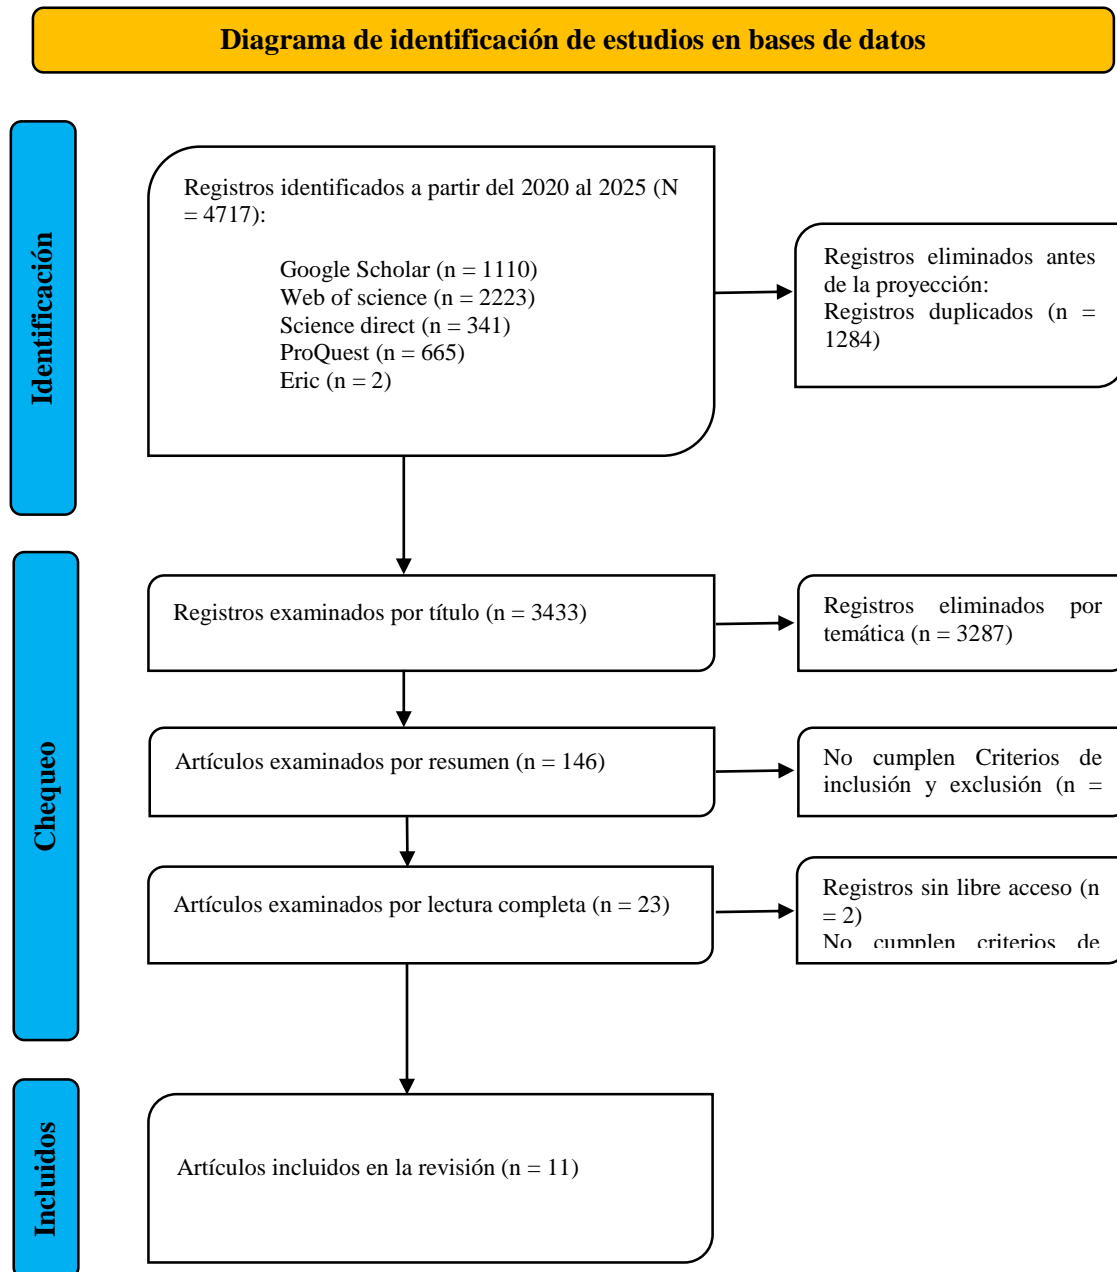 Diagrama de identificación de estudios en bases de datos
Identificación
Registros identificados a partir del 2020 al 2025 (N
= 4717):
Google Scholar (n = 1110)
Web of science (n = 2223)
Science direct (n = 341)
ProQuest (n = 665)
Eric (n = 2)
Registros eliminados antes
de la proyección:
Registros duplicados (n =
1284)
Chequeo
Registros examinados por título (n = 3433)
Registros eliminados por
temática (n = 3287)
Artículos examinados por resumen (n = 146)
No cumplen Criterios de
inclusión y exclusión (n =
Artículos examinados por lectura completa (n = 23)
Registros sin libre acceso (n
= 2)
No cumplen criterios de
Incluidos
Artículos incluidos en la revisión (n = 11)